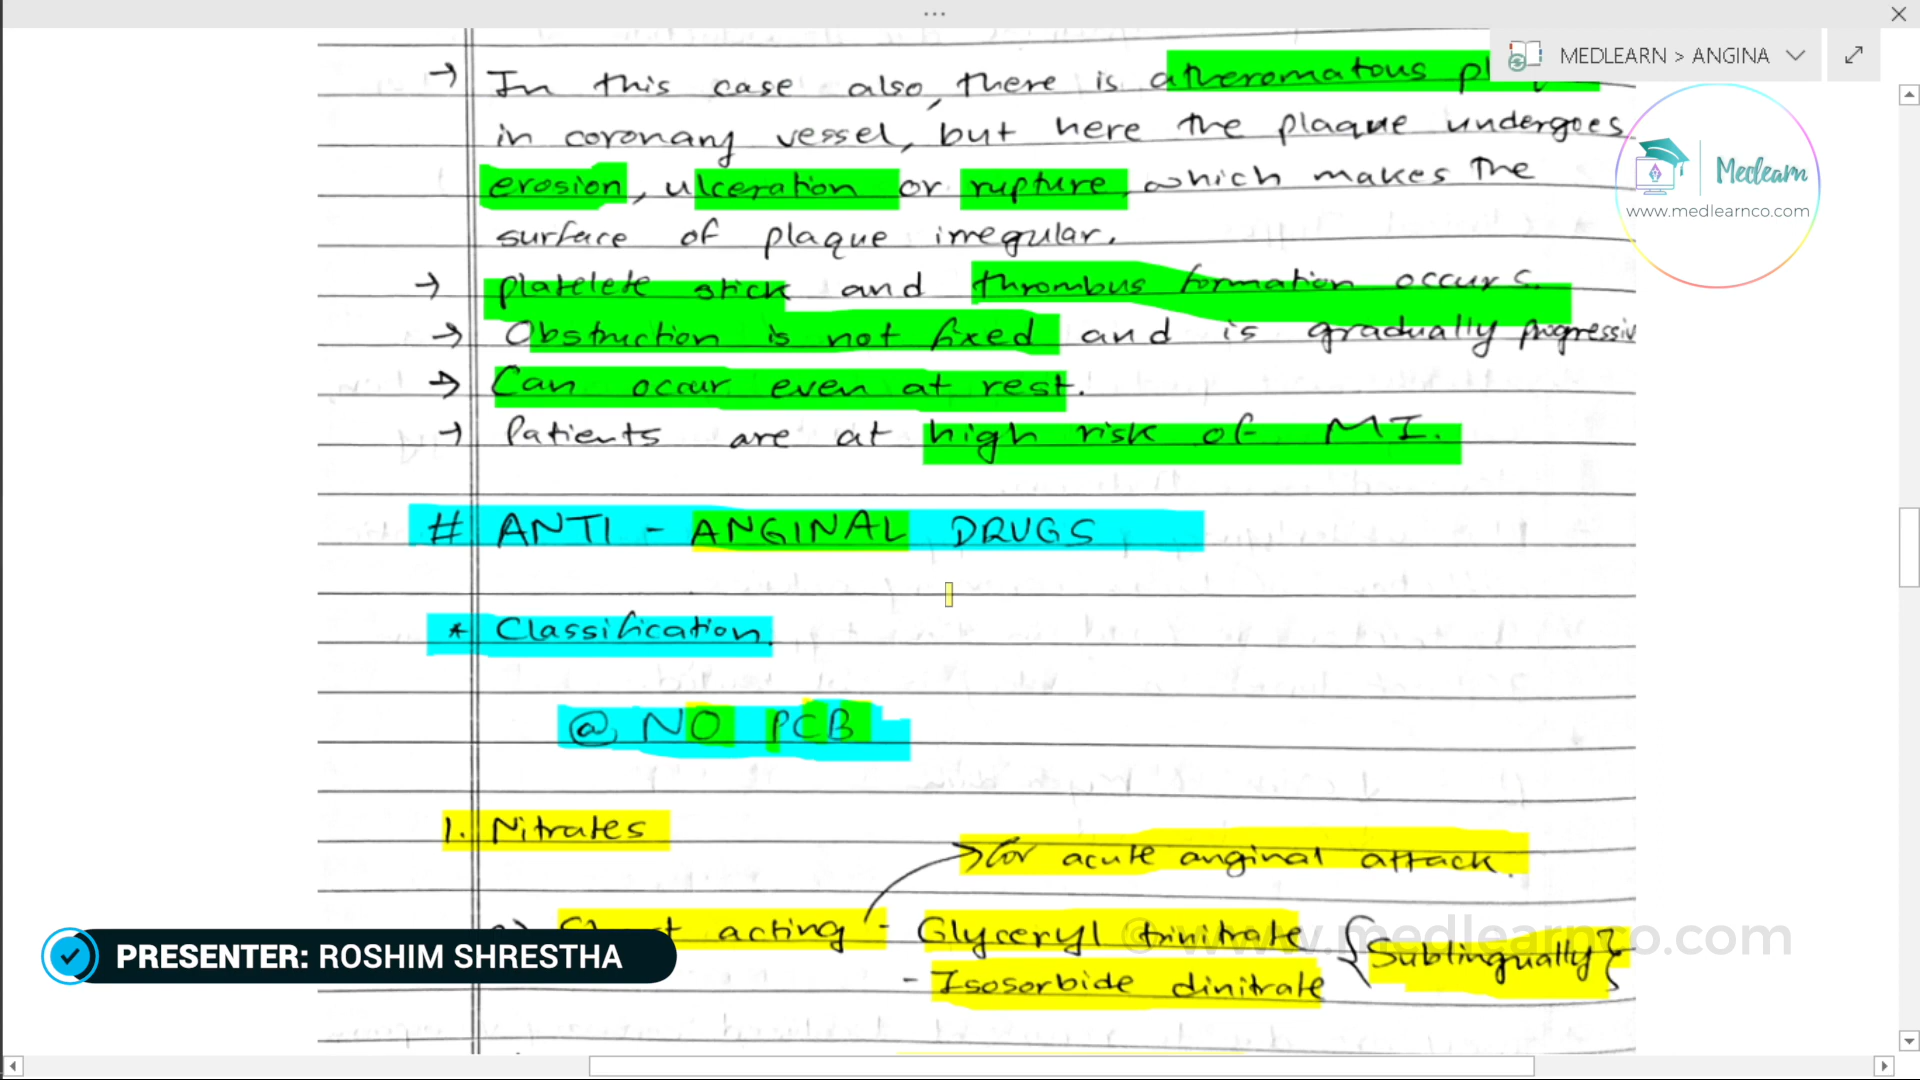 MEDLEARN > ANGINA
→ In this case also, there is atheromatous
in coronary vessel, but here the plaque undergoes
erosion, ulceration or rupture, which makes the
surface of plaque irregular.
→ platelete stick and thrombus formation occurs.
→ Obstruction is not fixed and is gradually progressiv
→ Can occur even at rest.
→ Patients are at high risk of MI.
# ANTI - ANGINAL DRUGS
* Classification.
@ NO PCB
1. Nitrates
→ for acute anginal attack.
acting - Glyceryl trinitrate {Sublingually}
- Isosorbide dinitrate
Medlearn
www.medlearnco.com
© www.medlearnco.com
PRESENTER: ROSHIM SHRESTHA